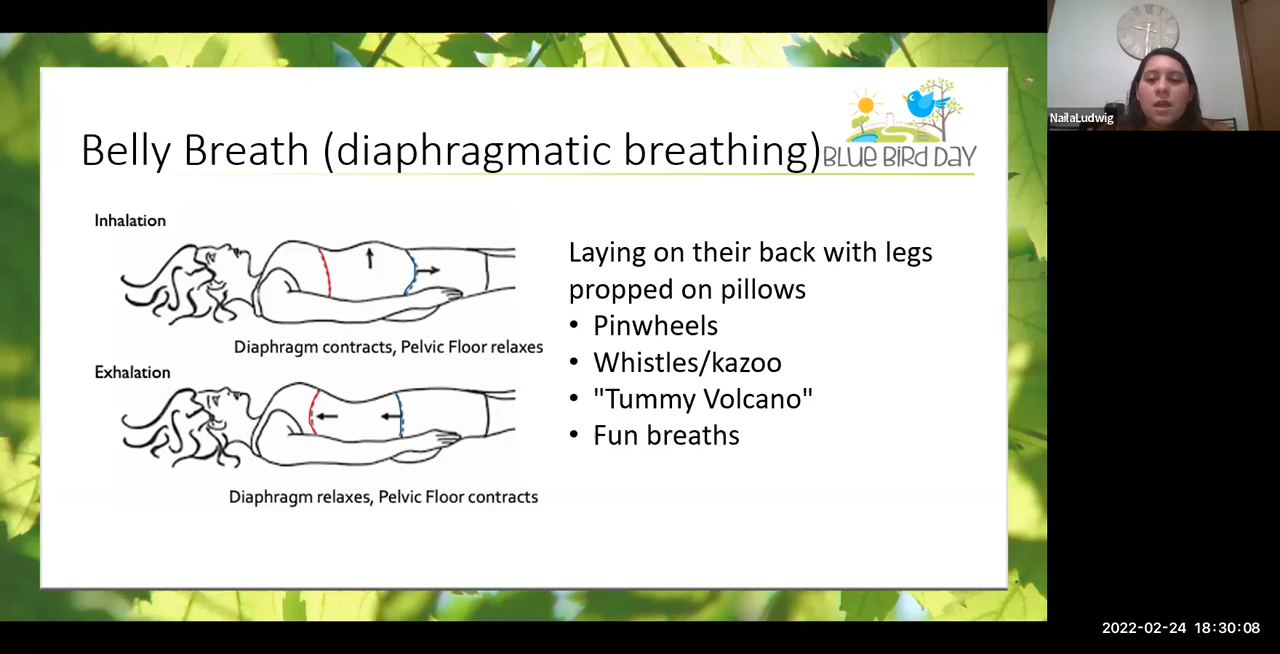 Belly Breath (diaphragmatic breathing)
BLUE BIRD DAY
Inhalation
Diaphragm contracts, Pelvic Floor relaxes
Exhalation
Diaphragm relaxes, Pelvic Floor contracts
Laying on their back with legs
propped on pillows
• Pinwheels
• Whistles/kazoo
• "Tummy Volcano"
• Fun breaths
NailaLudwig
2022-02-24 18:30:08